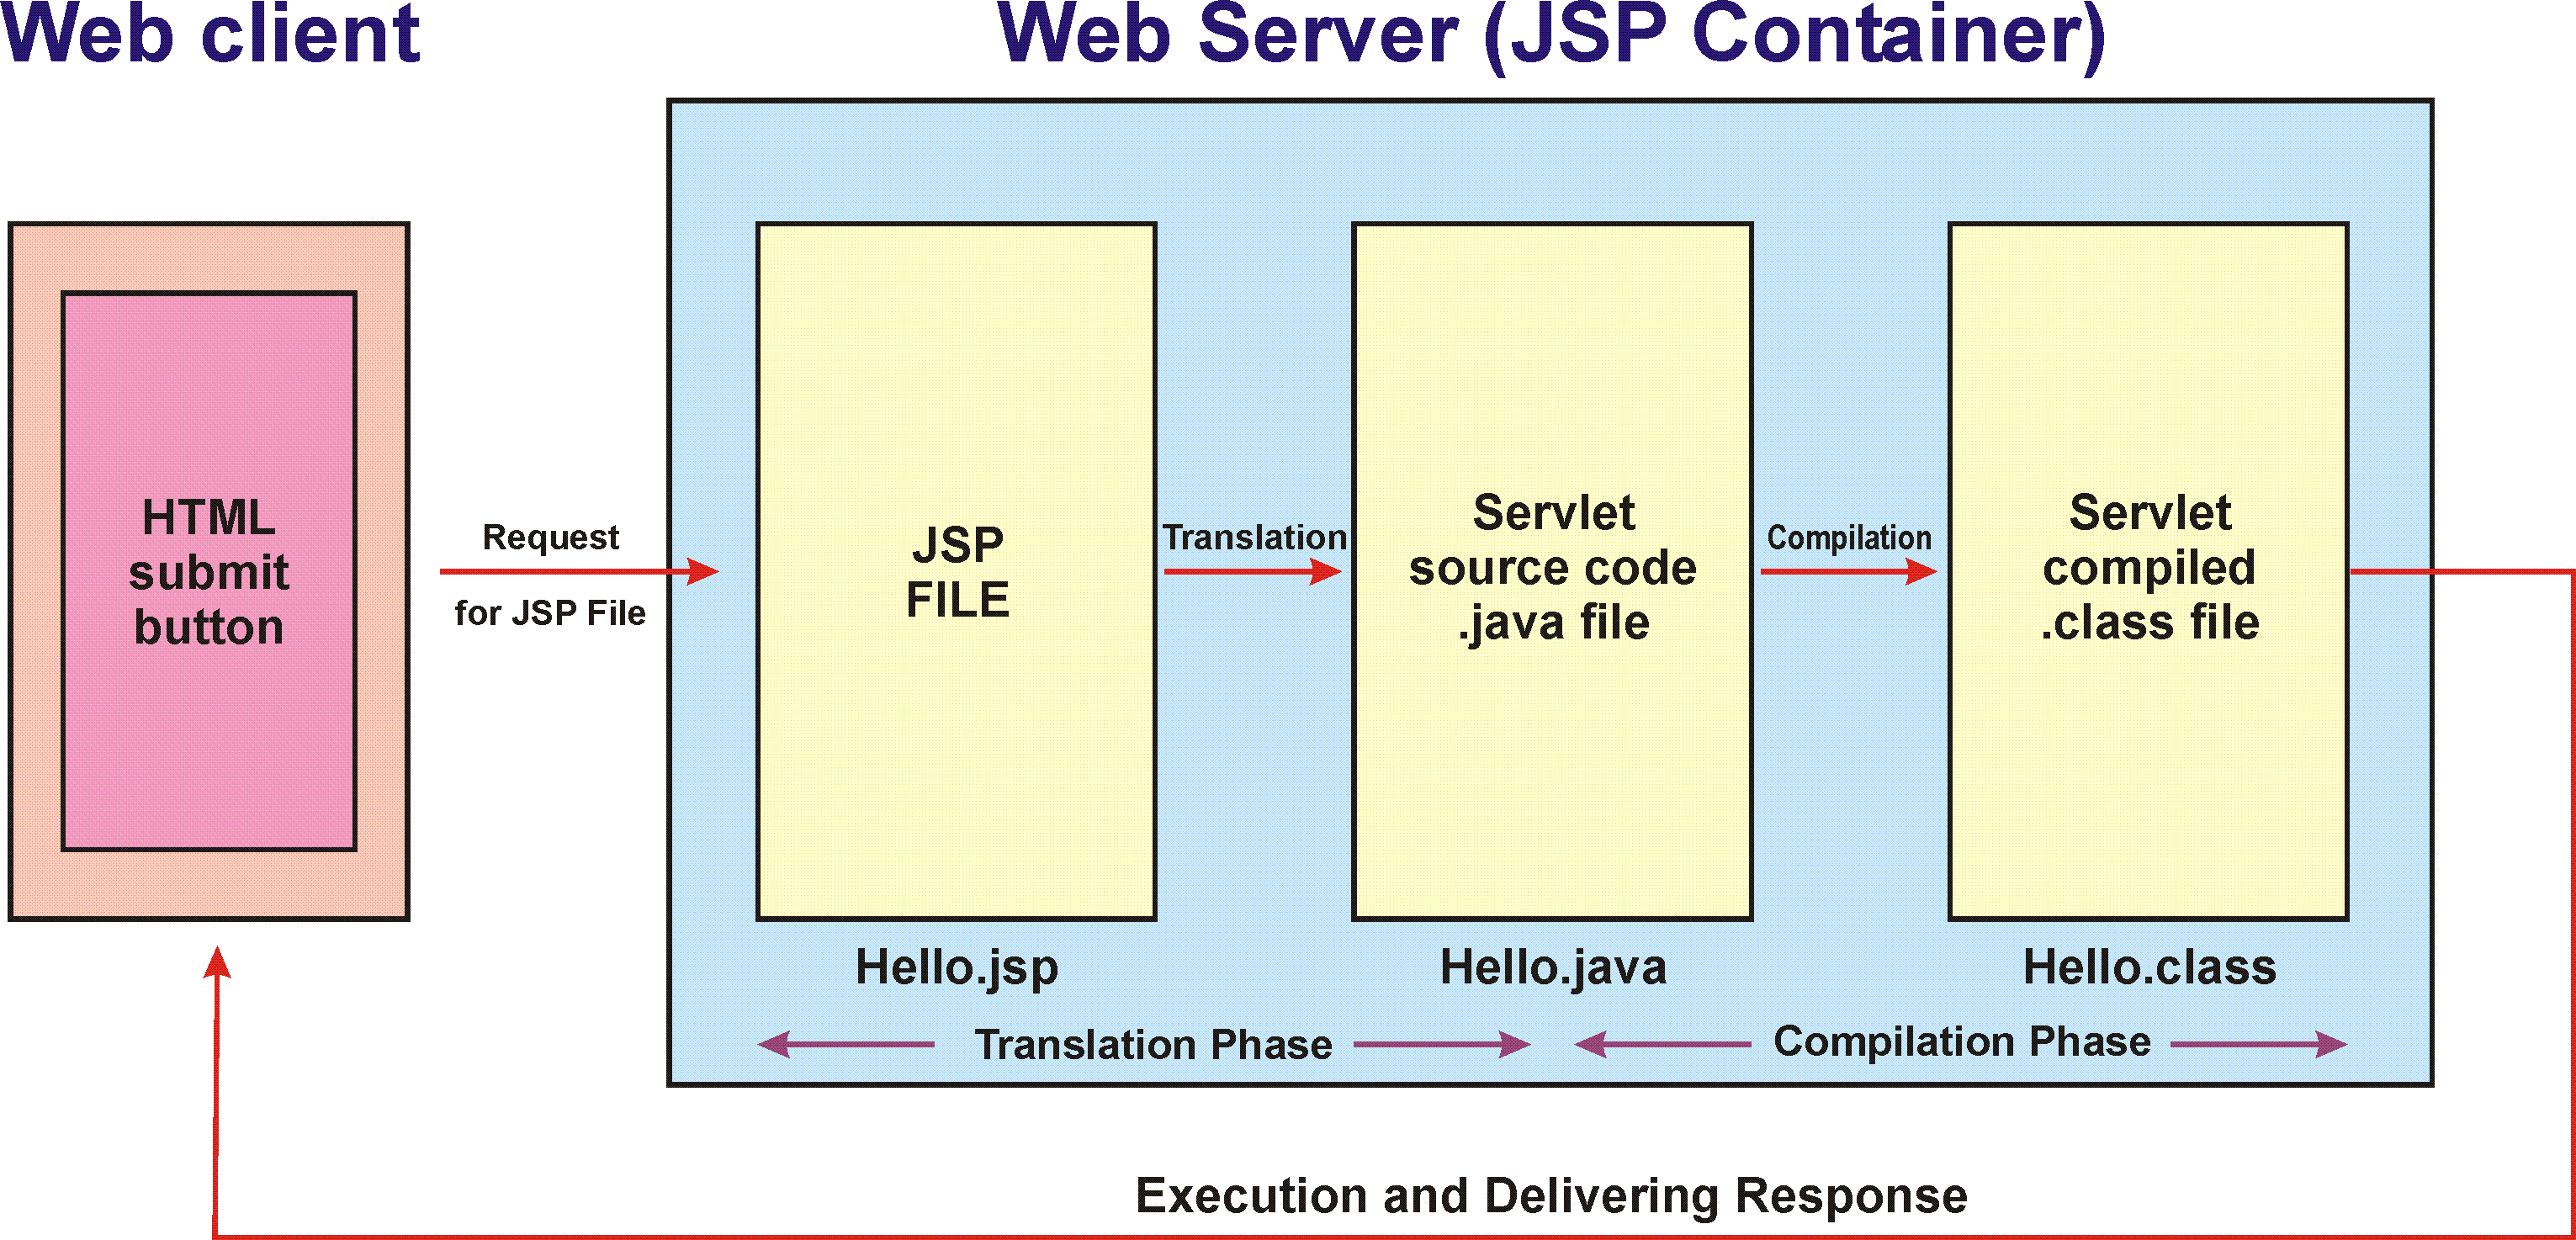 Web client
Web Server (JSP Container)
HTML
submit
button
Request
for JSP File
JSP
FILE
Translation
Servlet
source code
.java file
Compilation
Servlet
compiled
.class file
Hello.jsp
Hello.java
Hello.class
Translation Phase
Compilation Phase
Execution and Delivering Response